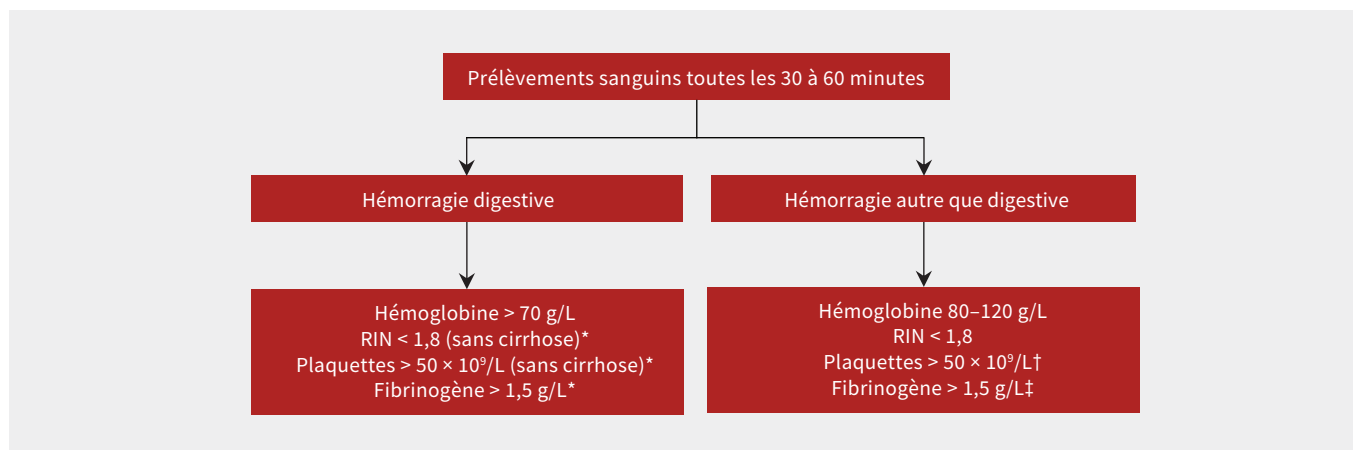 Prélèvements sanguins toutes les 30 à 60 minutes
Hémorragie digestive
Hémorragie autre que digestive
Hémoglobine > 70 g/L
RIN < 1,8 (sans cirrhose)*
Plaquettes > 50 × 10⁹/L (sans cirrhose)*
Fibrinogène > 1,5 g/L*
Hémoglobine 80–120 g/L
RIN < 1,8
Plaquettes > 50 × 10⁹/L†
Fibrinogène > 1,5 g/L‡